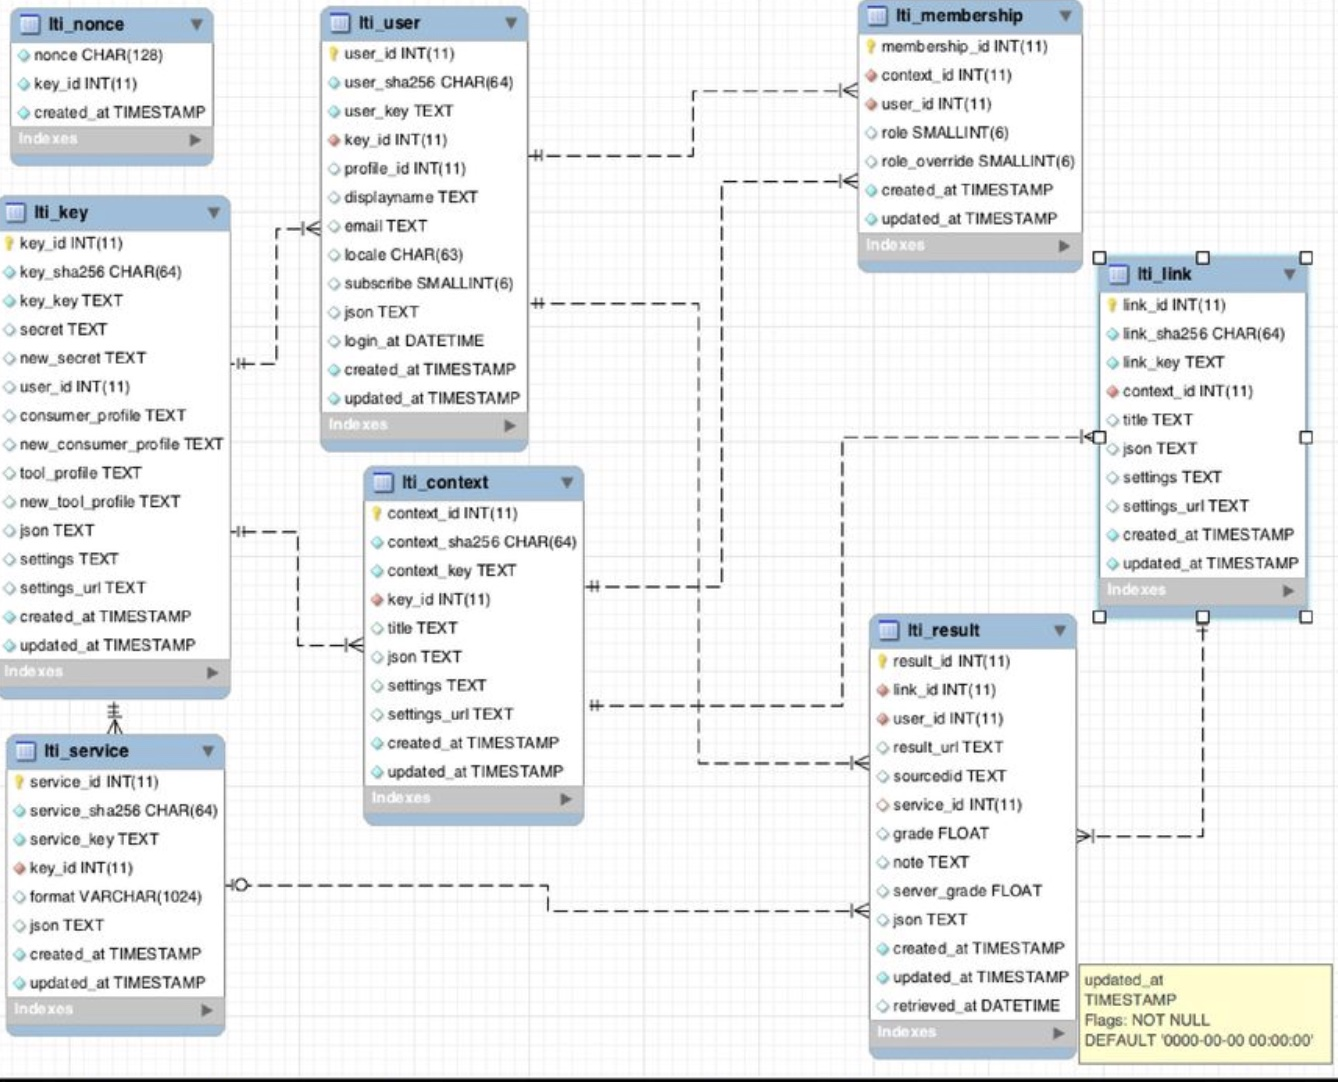 lti_nonce
nonce CHAR(128)
key_id INT(11)
created_at TIMESTAMP
Indexes
lti_key
key_id INT(11)
key_sha256 CHAR(64)
key_key TEXT
secret TEXT
new_secret TEXT
user_id INT(11)
consumer_profile TEXT
new_consumer_profile TEXT
tool_profile TEXT
new_tool_profile TEXT
json TEXT
settings TEXT
settings_url TEXT
created_at TIMESTAMP
updated_at TIMESTAMP
Indexes
lti_service
service_id INT(11)
service_sha256 CHAR(64)
service_key TEXT
key_id INT(11)
format VARCHAR(1024)
json TEXT
created_at TIMESTAMP
updated_at TIMESTAMP
Indexes
lti_user
user_id INT(11)
user_sha256 CHAR(64)
user_key TEXT
key_id INT(11)
profile_id INT(11)
displayname TEXT
email TEXT
locale CHAR(63)
subscribe SMALLINT(6)
json TEXT
login_at DATETIME
created_at TIMESTAMP
updated_at TIMESTAMP
Indexes
lti_context
context_id INT(11)
context_sha256 CHAR(64)
context_key TEXT
key_id INT(11)
title TEXT
json TEXT
settings TEXT
settings_url TEXT
created_at TIMESTAMP
updated_at TIMESTAMP
Indexes
lti_membership
membership_id INT(11)
context_id INT(11)
user_id INT(11)
role SMALLINT(6)
role_override SMALLINT(6)
created_at TIMESTAMP
updated_at TIMESTAMP
Indexes
lti_link
link_id INT(11)
link_sha256 CHAR(64)
link_key TEXT
context_id INT(11)
title TEXT
json TEXT
settings TEXT
settings_url TEXT
created_at TIMESTAMP
updated_at TIMESTAMP
Indexes
lti_result
result_id INT(11)
link_id INT(11)
user_id INT(11)
result_url TEXT
sourcedid TEXT
service_id INT(11)
grade FLOAT
note TEXT
server_grade FLOAT
json TEXT
created_at TIMESTAMP
updated_at TIMESTAMP
retrieved_at DATETIME
Indexes
updated_at
TIMESTAMP
Flags: NOT NULL
DEFAULT '0000-00-00 00:00:00'